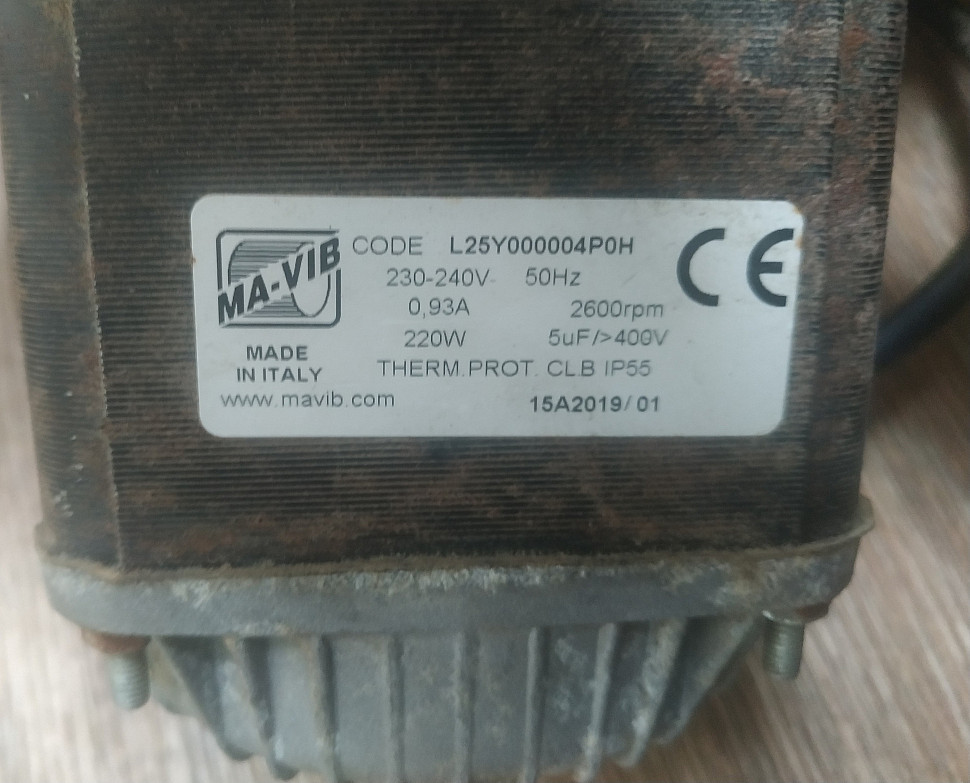 MA-VIB
CODE L25Y000004P0H
230-240V- 50Hz
0,93A 2600rpm
220W 5uF/>400V
THERM.PROT. CLB IP55
MADE
IN ITALY
www.mavib.com
15A2019/01
CE